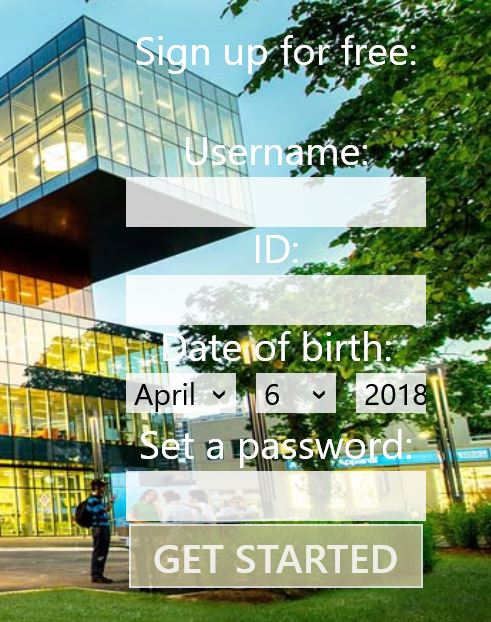 Sign up for free:
Username:
ID:
Date of birth:
April 6 2018
Set a password:
GET STARTED